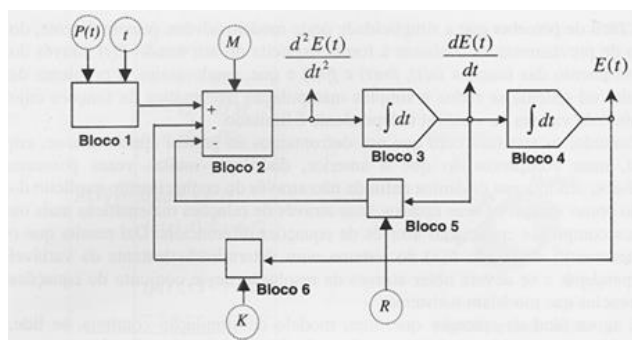 P(t)
t
M
d²E(t)
dt²
dE(t)
dt
E(t)
Bloco 1
Bloco 2
∫dt
Bloco 3
∫dt
Bloco 4
Bloco 5
Bloco 6
K
R